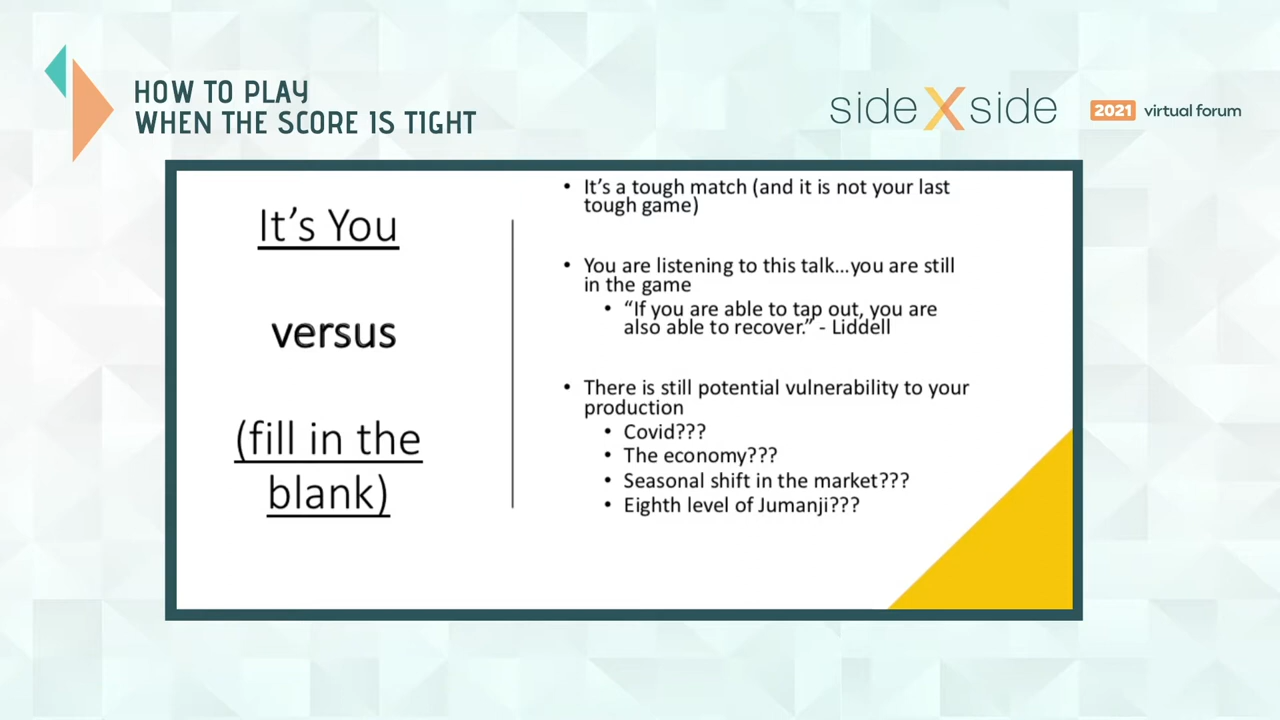 HOW TO PLAY
WHEN THE SCORE IS TIGHT
sideXside
2021 virtual forum
It's You
versus
(fill in the
blank)
• It's a tough match (and it is not your last
tough game)
• You are listening to this talk...you are still
in the game
• "If you are able to tap out, you are
also able to recover." - Liddell
• There is still potential vulnerability to your
production
• Covid???
• The economy???
• Seasonal shift in the market???
• Eighth level of Jumanji???